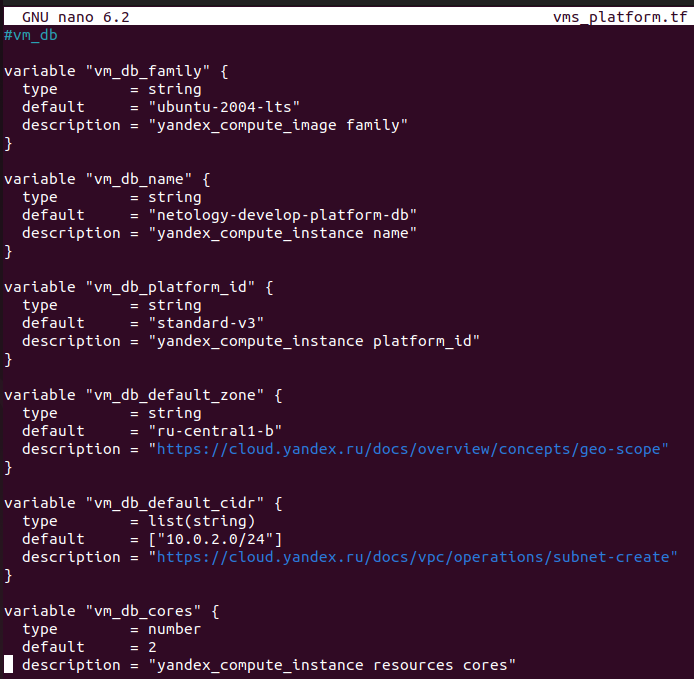 GNU nano 6.2 vms_platform.tf
#vm_db
variable "vm_db_family" {
type = string
default = "ubuntu-2004-lts"
description = "yandex_compute_image family"
}
variable "vm_db_name" {
type = string
default = "netology-develop-platform-db"
description = "yandex_compute_instance name"
}
variable "vm_db_platform_id" {
type = string
default = "standard-v3"
description = "yandex_compute_instance platform_id"
}
variable "vm_db_default_zone" {
type = string
default = "ru-central1-b"
description = "https://cloud.yandex.ru/docs/overview/concepts/geo-scope"
}
variable "vm_db_default_cidr" {
type = list(string)
default = ["10.0.2.0/24"]
description = "https://cloud.yandex.ru/docs/vpc/operations/subnet-create"
}
variable "vm_db_cores" {
type = number
default = 2
description = "yandex_compute_instance resources cores"